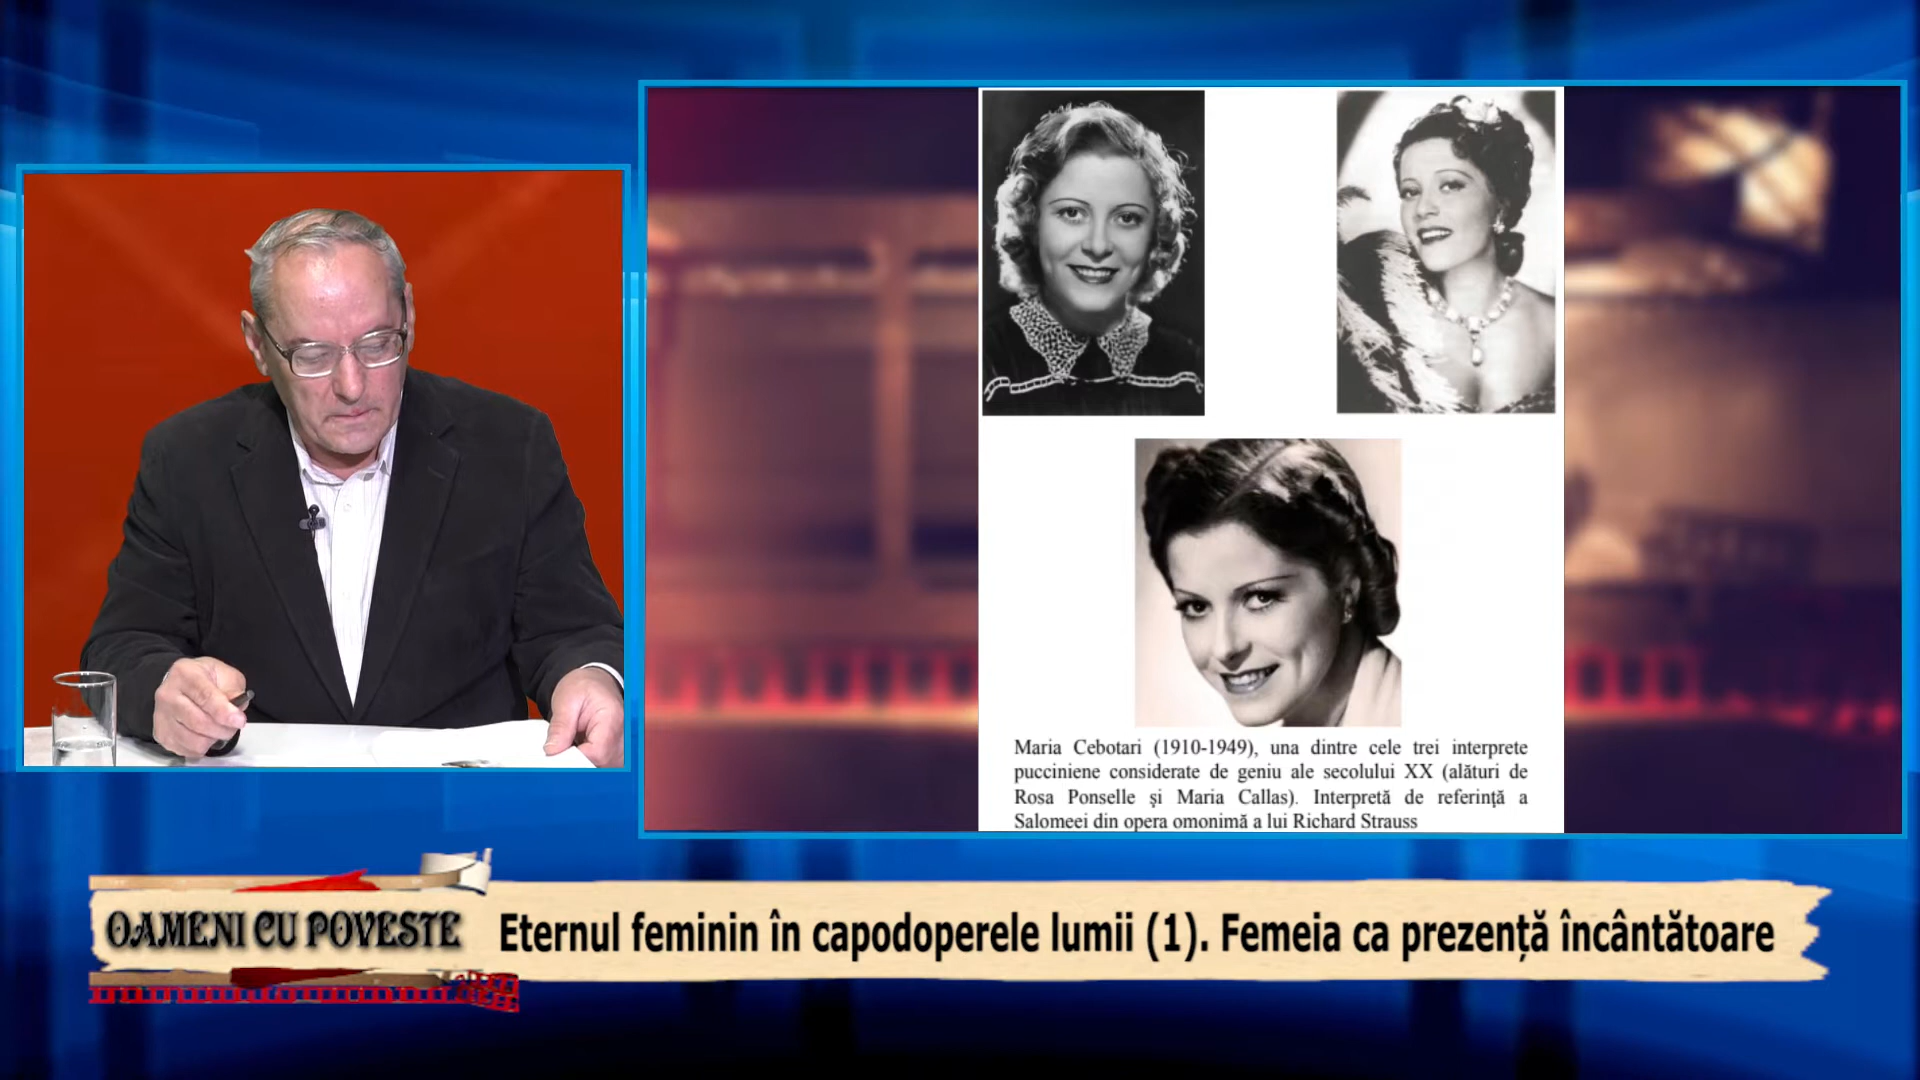 Maria Cebotari (1910-1949), una dintre cele trei interprete
pucciniene considerate de geniu ale secolului XX (alături de
Rosa Ponselle şi Maria Callas). Interpretă de referinţă a
Salomeei din opera omonimă a lui Richard Strauss
OAMENI CU POVESTE
Eternul feminin în capodoperele lumii (1). Femeia ca prezență încântătoare